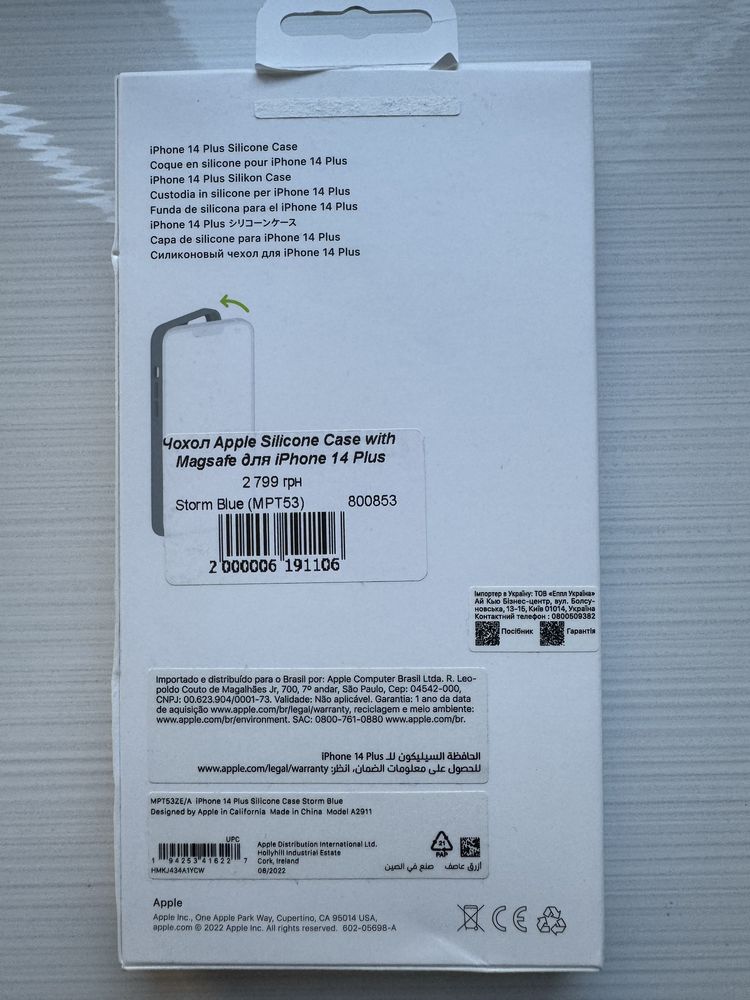 iPhone 14 Plus Silicone Case
Coque en silicone pour iPhone 14 Plus
iPhone 14 Plus Silikon Case
Custodia in silicone per iPhone 14 Plus
Funda de silicona para el iPhone 14 Plus
iPhone 14 Plus シリコーンケース
Capa de silicone para iPhone 14 Plus
Силиконовый чехол для iPhone 14 Plus
Чохол Apple Silicone Case with
Magsafe для iPhone 14 Plus
2 799 грн
Storm Blue (MPT53) 800853
2 000006 191106
Імпортер в Україну: ТОВ «Еппл Україна»
Ай Кью Бізнес-центр, вул. Болсу-
новська, 13-15, Київ 01014, Україна
Контактний телефон : 0800509382
Посібник Гарантія
Importado e distribuído para o Brasil por: Apple Computer Brasil Ltda. R. Leo-
poldo Couto de Magalhães Jr, 700, 7º andar, São Paulo, Cep: 04542-000,
CNPJ: 00.623.904/0001-73. Validade: Não aplicável. Garantia: 1 ano da data
de aquisição www.apple.com/br/legal/warranty, reciclagem e meio ambiente:
www.apple.com/br/environment. SAC: 0800-761-0880 www.apple.com/br.
الحافظة السيليكون للـ iPhone 14 Plus
للحصول على معلومات الضمان، انظر: www.apple.com/legal/warranty
MPT53ZE/A iPhone 14 Plus Silicone Case Storm Blue
Designed by Apple in California Made in China Model A2911
UPC
1 94253 41622 7
HMKJ434A1YCW
Apple Distribution International Ltd.
Hollyhill Industrial Estate
Cork, Ireland
08/2022
21
PAP
أزرق عاصف صنع في الصين
Apple
Apple Inc., One Apple Park Way, Cupertino, CA 95014 USA,
apple.com © 2022 Apple Inc. All rights reserved. 602-05698-A